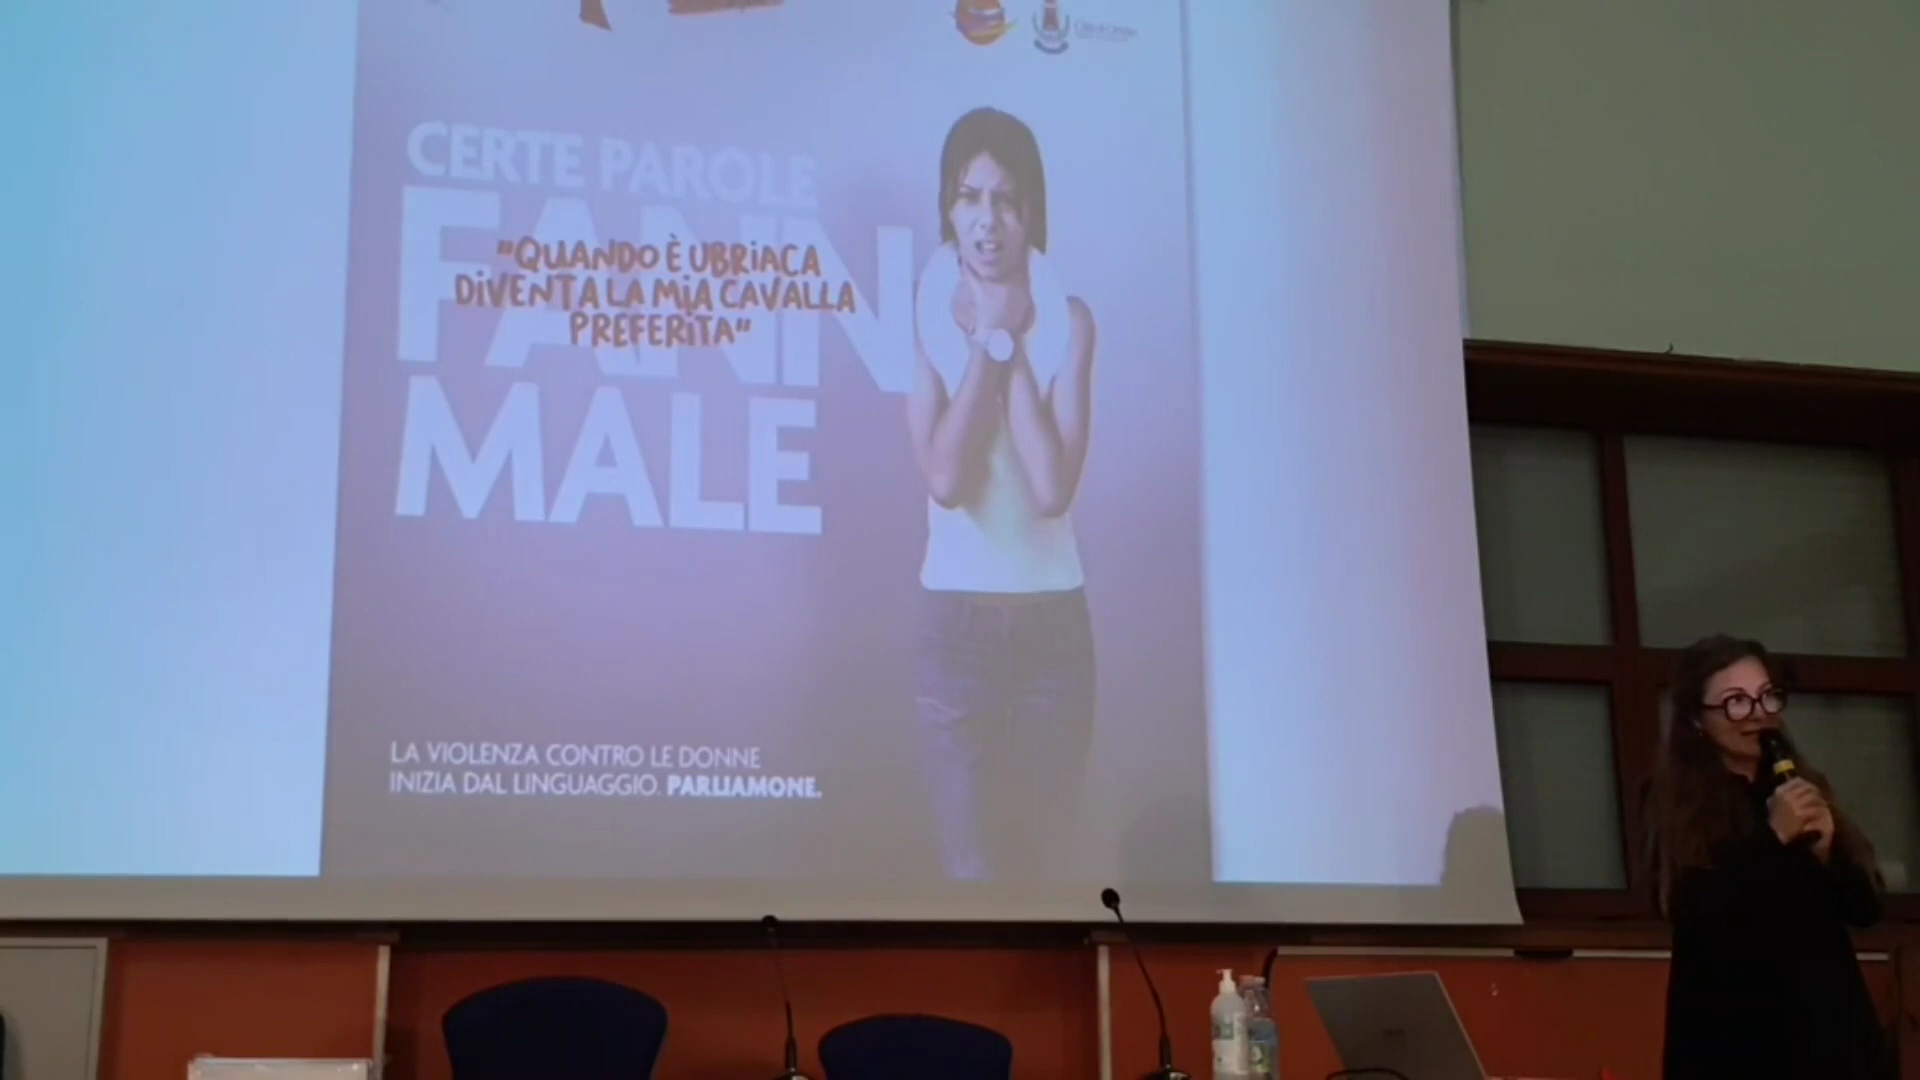 CERTE PAROLE
FANN
"QUANDO È UBRIACA
DIVENTA LA MIA CAVALLA
PREFERITA"
MALE
LA VIOLENZA CONTRO LE DONNE
INIZIA DAL LINGUAGGIO. PARLIAMONE.